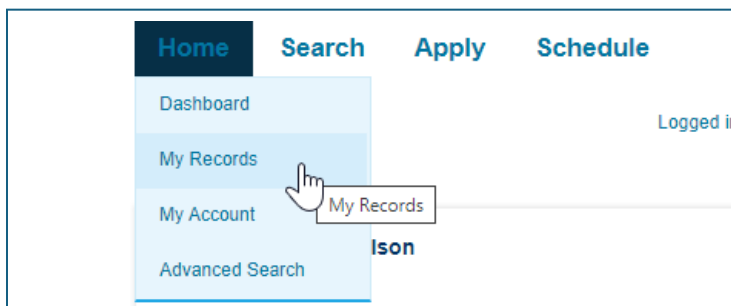 Home Search Apply Schedule
Dashboard
Logged
My Records
My Records
My Account
lson
Advanced Search